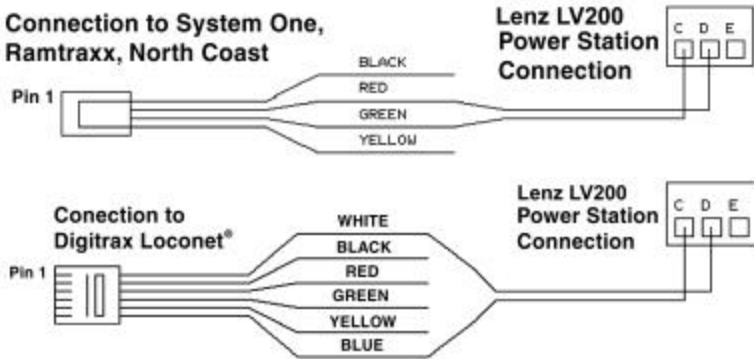 Connection to System One,
Ramtraxx, North Coast
Pin 1
BLACK
RED
GREEN
YELLOW
Lenz LV200
Power Station
Connection
C D E
Conection to
Digitrax Loconet®
Pin 1
WHITE
BLACK
RED
GREEN
YELLOW
BLUE
Lenz LV200
Power Station
Connection
C D E